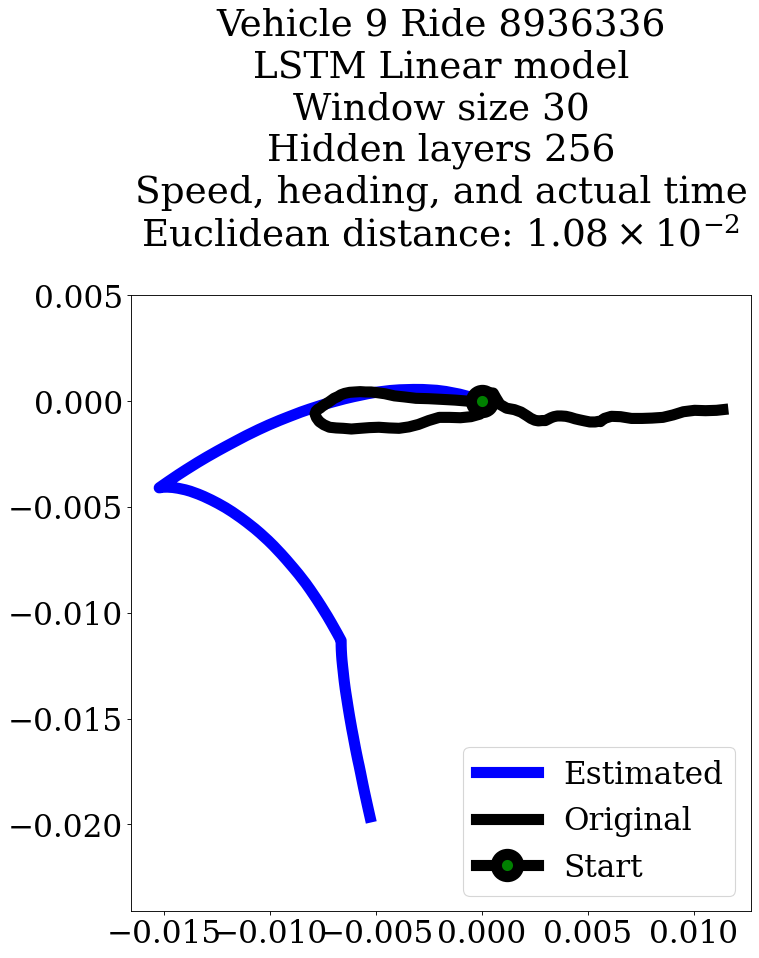 Vehicle 9 Ride 8936336
LSTM Linear model
Window size 30
Hidden layers 256
Speed, heading, and actual time
Euclidean distance: 1.08 × 10⁻²
0.005
0.000
−0.005
−0.010
−0.015
−0.020
Estimated
Original
Start
−0.015 −0.010 −0.005 0.000 0.005 0.010